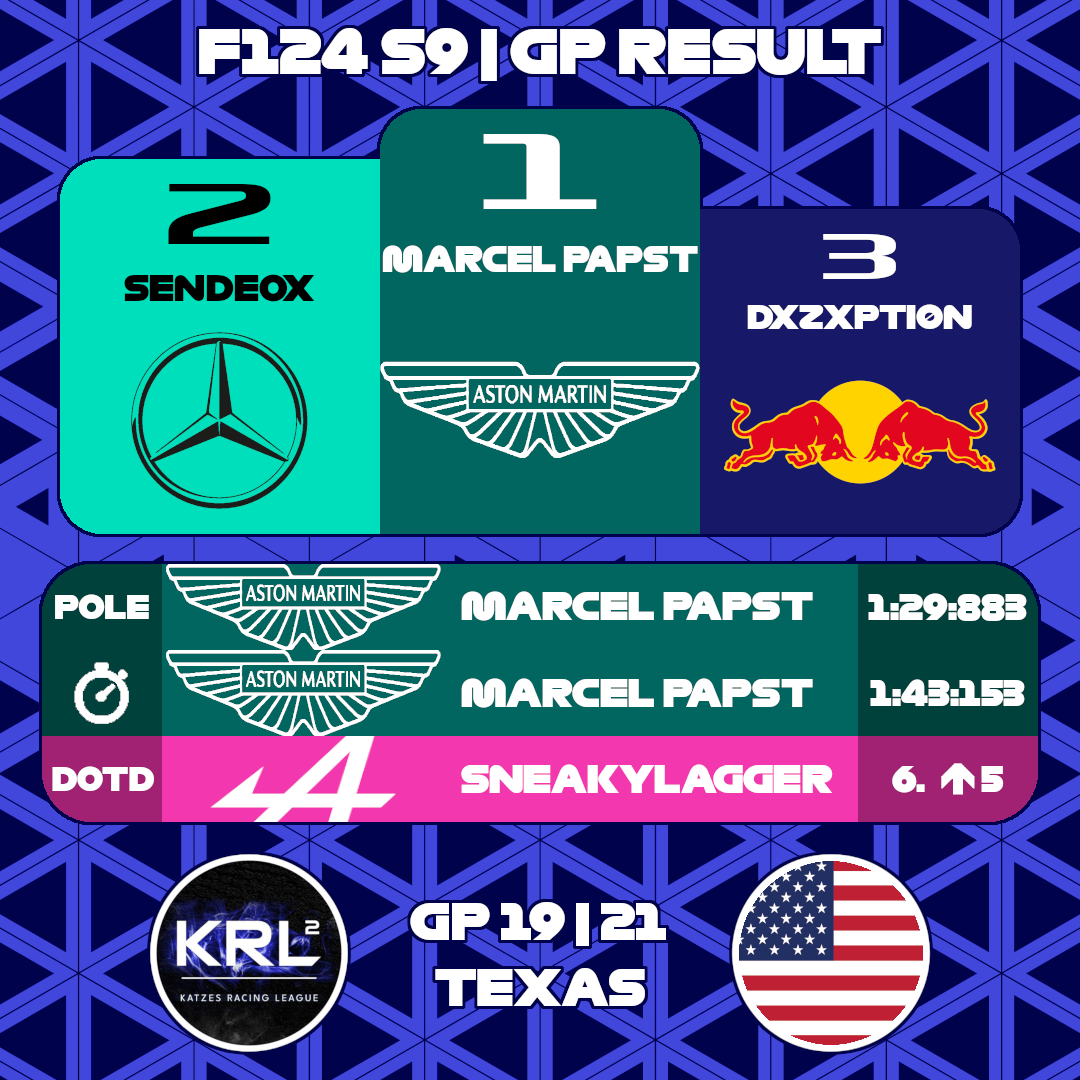 F124 S9 | GP RESULT
1
MARCEL PAPST
ASTON MARTIN
2
SENDEOX
3
DXZXPTI0N
POLE
ASTON MARTIN
MARCEL PAPST
1:29:883
ASTON MARTIN
MARCEL PAPST
1:43:153
DOTD
SNEAKYLAGGER
6. ↑5
KRL²
KATZES RACING LEAGUE
GP 19 | 21
TEXAS